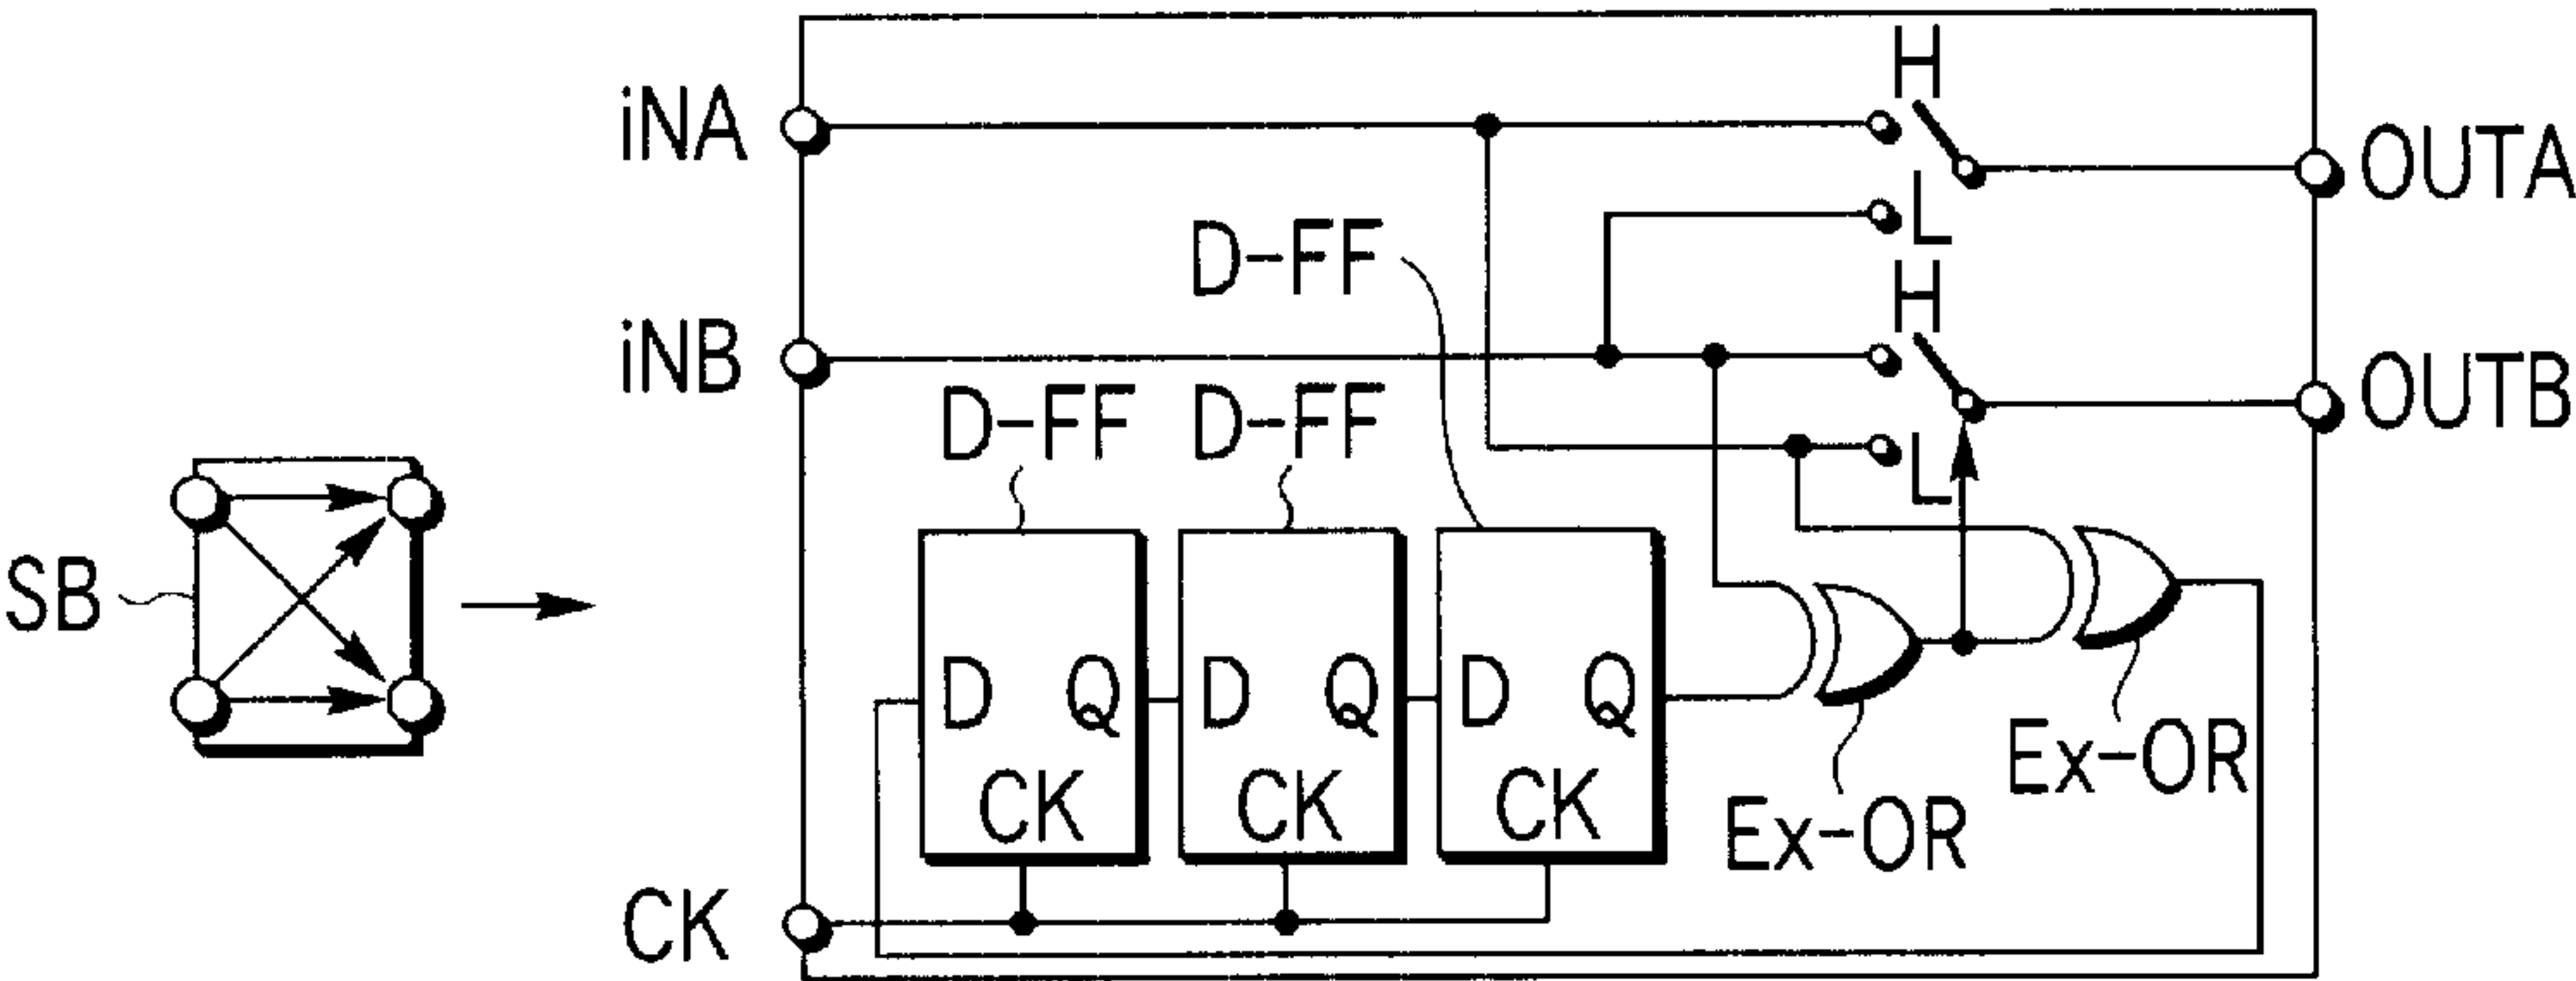 H
iNA
OUTA
L
D-FF
H
iNB
OUTB
D-FF D-FF
L
SB
D Q D Q D Q
CK CK CK
Ex-OR
Ex-OR
CK